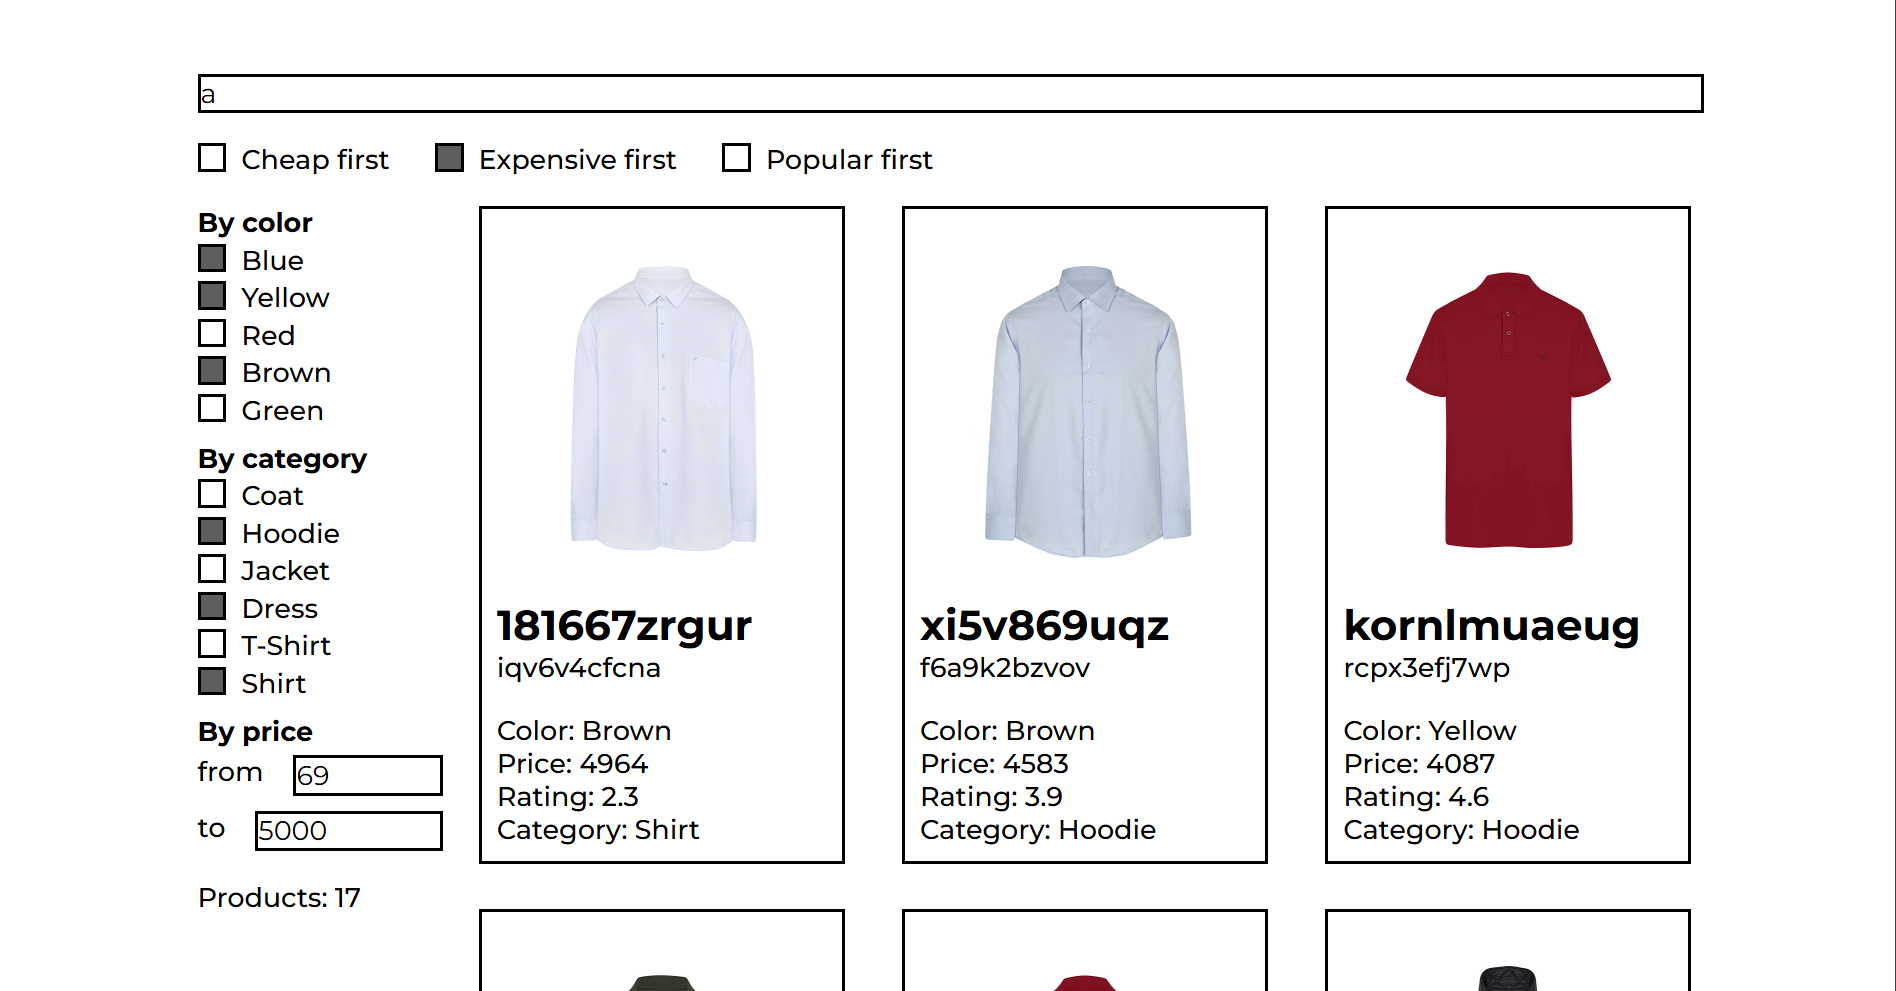 a
Cheap first Expensive first Popular first
By color
Blue
Yellow
Red
Brown
Green
By category
Coat
Hoodie
Jacket
Dress
T-Shirt
Shirt
By price
from 69
to 5000
Products: 17
181667zrgur
iqv6v4cfcna
Color: Brown
Price: 4964
Rating: 2.3
Category: Shirt
xi5v869uqz
f6a9k2bzvov
Color: Brown
Price: 4583
Rating: 3.9
Category: Hoodie
kornlmuaeug
rcpx3efj7wp
Color: Yellow
Price: 4087
Rating: 4.6
Category: Hoodie